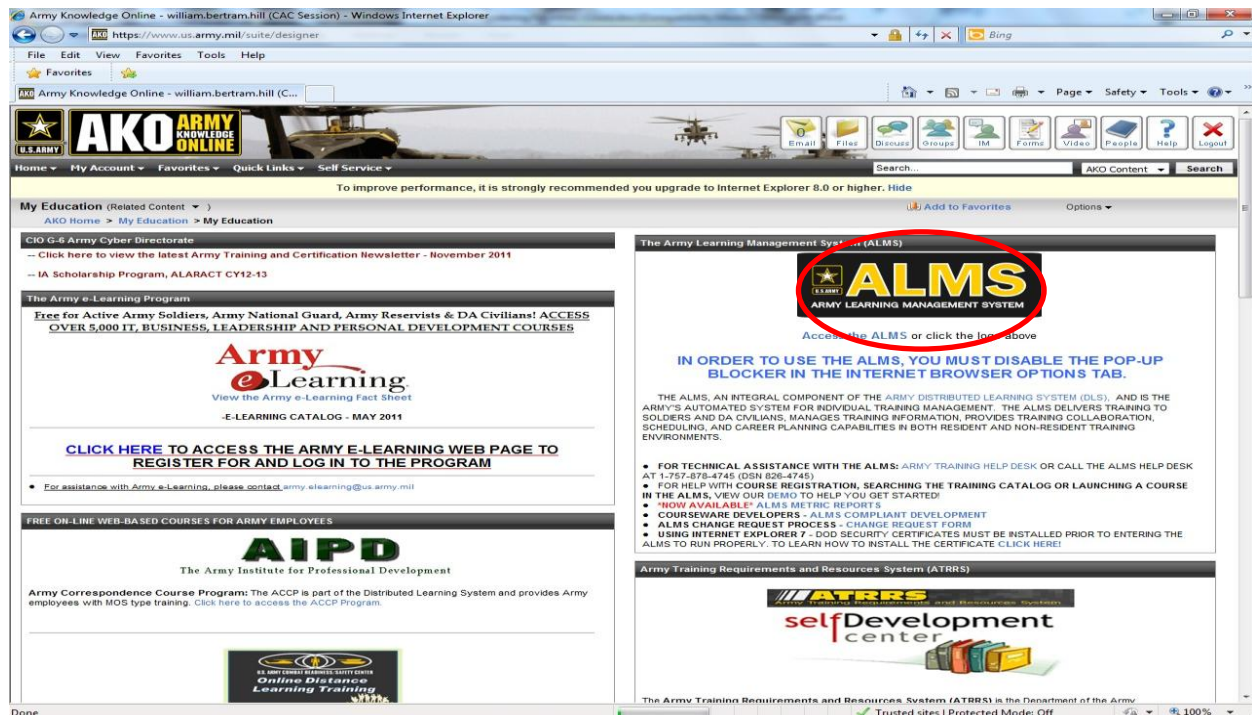 Army Knowledge Online - william.bertram.hill (CAC Session) - Windows Internet Explorer
AKO https://www.us.army.mil/suite/designer
Bing
File Edit View Favorites Tools Help
Favorites
AKO Army Knowledge Online - william.bertram.hill (C...
Page Safety Tools
U.S.ARMY AKO ARMY KNOWLEDGE ONLINE
0
Email Files Discuss Groups IM Forms Video People Help Logout
Home My Account Favorites Quick Links Self Service
Search... AKO Content Search
To improve performance, it is strongly recommended you upgrade to Internet Explorer 8.0 or higher. Hide
My Education (Related Content )
Add to Favorites Options
AKO Home > My Education > My Education
CIO G-6 Army Cyber Directorate
-- Click here to view the latest Army Training and Certification Newsletter - November 2011
-- IA Scholarship Program, ALARACT CY12-13
The Army e-Learning Program
Free for Active Army Soldiers, Army National Guard, Army Reservists & DA Civilians! ACCESS
OVER 5,000 IT, BUSINESS, LEADERSHIP AND PERSONAL DEVELOPMENT COURSES
Army
eLearning.
View the Army e-Learning Fact Sheet
-E-LEARNING CATALOG - MAY 2011
CLICK HERE TO ACCESS THE ARMY E-LEARNING WEB PAGE TO
REGISTER FOR AND LOG IN TO THE PROGRAM
• For assistance with Army e-Learning, please contact army.elearning@us.army.mil
FREE ON-LINE WEB-BASED COURSES FOR ARMY EMPLOYEES
AIPD
The Army Institute for Professional Development
Army Correspondence Course Program: The ACCP is part of the Distributed Learning System and provides Army
employees with MOS type training. Click here to access the ACCP Program.
U.S. ARMY COMBAT READINESS/SAFETY CENTER
Online Distance
Learning Training
The Army Learning Management System (ALMS)
U.S.ARMY ALMS
ARMY LEARNING MANAGEMENT SYSTEM
Access the ALMS or click the logo above
IN ORDER TO USE THE ALMS, YOU MUST DISABLE THE POP-UP
BLOCKER IN THE INTERNET BROWSER OPTIONS TAB.
THE ALMS, AN INTEGRAL COMPONENT OF THE ARMY DISTRIBUTED LEARNING SYSTEM (DLS), AND IS THE
ARMY'S AUTOMATED SYSTEM FOR INDIVIDUAL TRAINING MANAGEMENT. THE ALMS DELIVERS TRAINING TO
SOLDIERS AND DA CIVILIANS, MANAGES TRAINING INFORMATION, PROVIDES TRAINING COLLABORATION,
SCHEDULING, AND CAREER PLANNING CAPABILITIES IN BOTH RESIDENT AND NON-RESIDENT TRAINING
ENVIRONMENTS.
• FOR TECHNICAL ASSISTANCE WITH THE ALMS: ARMY TRAINING HELP DESK OR CALL THE ALMS HELP DESK
AT 1-757-878-4745 (DSN 826-4745)
• FOR HELP WITH COURSE REGISTRATION, SEARCHING THE TRAINING CATALOG OR LAUNCHING A COURSE
IN THE ALMS, VIEW OUR DEMO TO HELP YOU GET STARTED!
• *NOW AVAILABLE* ALMS METRIC REPORTS
• COURSEWARE DEVELOPERS - ALMS COMPLIANT DEVELOPMENT
• ALMS CHANGE REQUEST PROCESS - CHANGE REQUEST FORM
• USING INTERNET EXPLORER 7 - DOD SECURITY CERTIFICATES MUST BE INSTALLED PRIOR TO ENTERING THE
ALMS TO RUN PROPERLY. TO LEARN HOW TO INSTALL THE CERTIFICATE CLICK HERE!
Army Training Requirements and Resources System (ATRRS)
ATRRS
Army Training Requirements and Resources System
selfDevelopment
center
The Army Training Requirements and Resources System (ATRRS) is the Department of the Army
Done
Trusted sites | Protected Mode: Off
100%